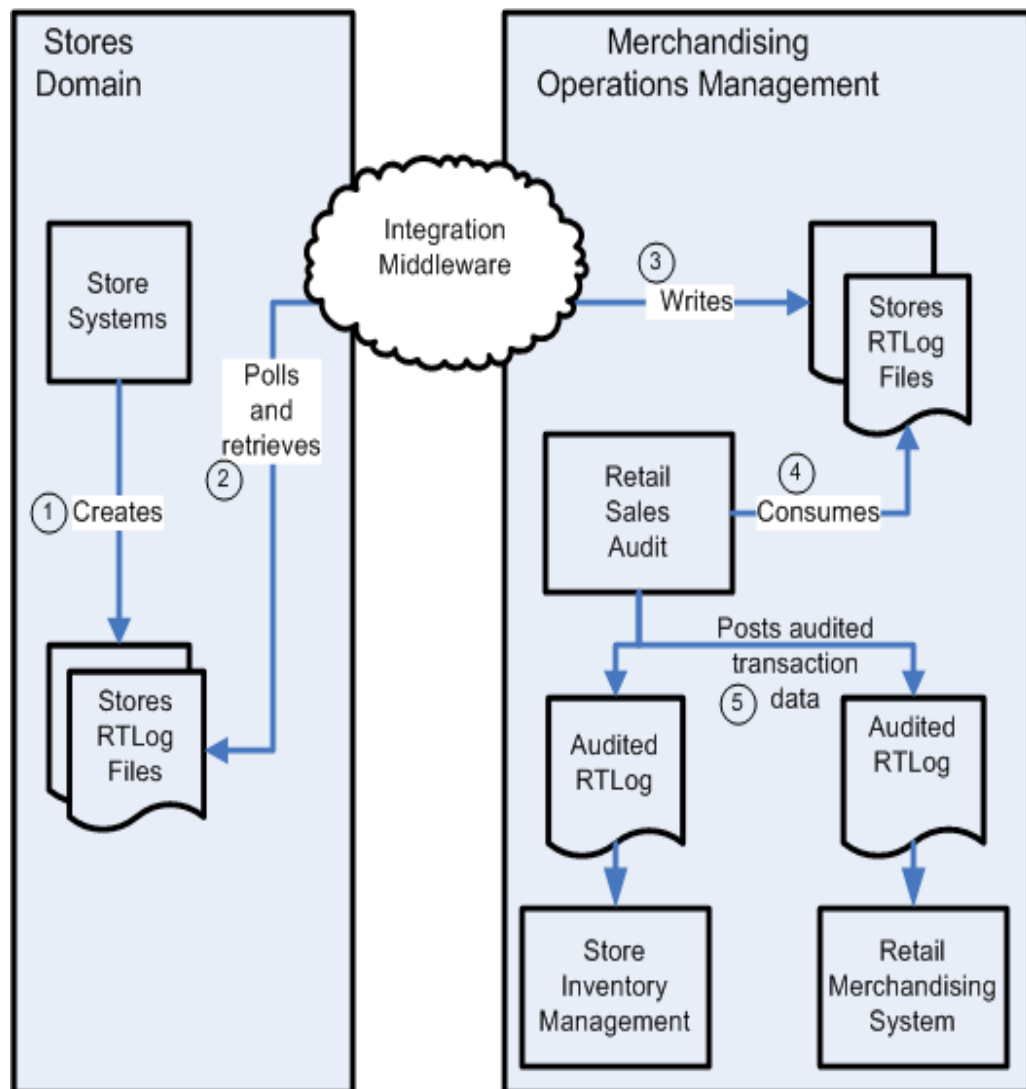 Stores
Domain
Merchandising
Operations Management
Integration
Middleware
Store
Systems
3
Writes
Stores
RTLog
Files
Polls
and
retrieves
2
1 Creates
Retail
Sales
Audit
4
Consumes
Posts audited
transaction
5 data
Stores
RTLog
Files
Audited
RTLog
Audited
RTLog
Store
Inventory
Management
Retail
Merchandising
System